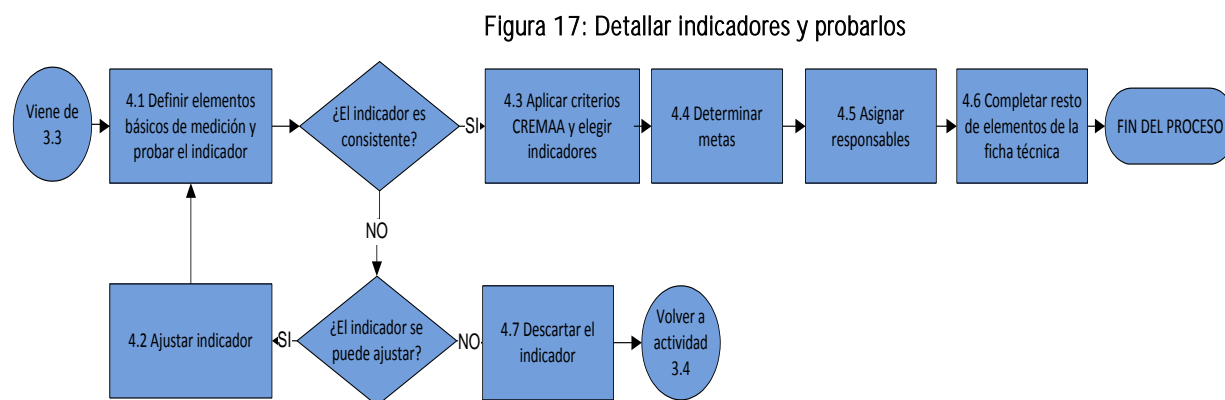 Figura 17: Detallar indicadores y probarlos
Viene de
3.3
4.1 Definir elementos
básicos de medición y
probar el indicador
¿El indicador es
consistente?
SI
4.3 Aplicar criterios
CREMAA y elegir
indicadores
4.4 Determinar
metas
4.5 Asignar
responsables
4.6 Completar resto
de elementos de la
ficha técnica
FIN DEL PROCESO
NO
4.2 Ajustar indicador
SI
¿El indicador se
puede ajustar?
NO
4.7 Descartar el
indicador
Volver a
actividad
3.4